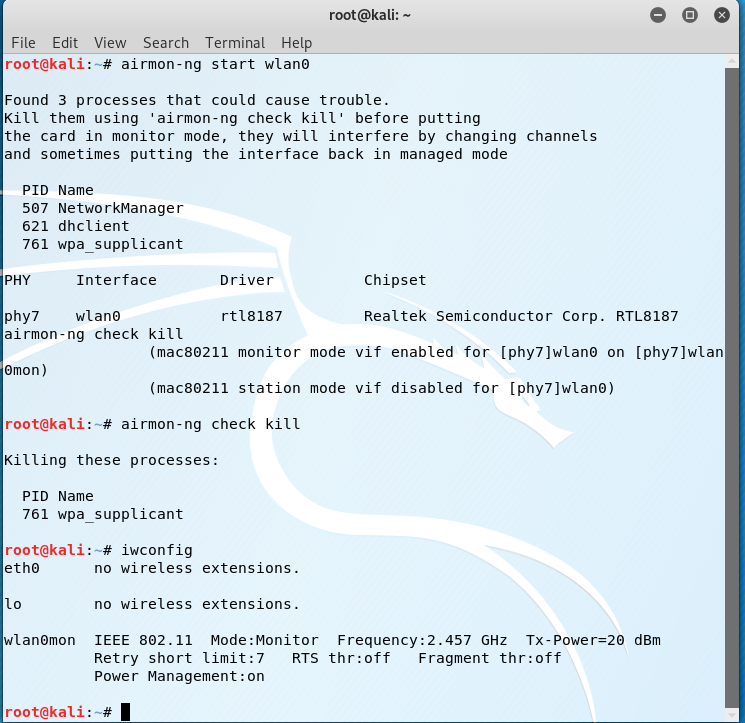 root@kali: ~
File Edit View Search Help
root@kali:~# airmon-ng start wlan0
Found 3 processes that could cause trouble.
Kill them using 'airmon-ng check kill' before putting
the card in monitor mode, they will interfere by changing channels
and sometimes putting the interface back in managed mode
PID Name
507 NetworkManager
621 dhclient
761 wpa_supplicant
PHY Interface Driver Chipset
phy7 wlan0 rtl8187 Realtek Semiconductor Corp. RTL8187
airmon-ng check kill
(mac80211 monitor mode vif enabled for [phy7]wlan0 on [phy7]wlan
0mon)
(mac80211 station mode vif disabled for [phy7]wlan0)
root@kali:~# airmon-ng check kill
Killing these processes:
PID Name
761 wpa_supplicant
root@kali:~# iwconfig
eth0 no wireless extensions.
lo no wireless extensions.
wlan0mon IEEE 802.11 Mode:Monitor Frequency:2.457 GHz Tx-Power=20 dBm
Retry short limit:7 RTS thr:off Fragment thr:off
Power Management:on
root@kali:~#